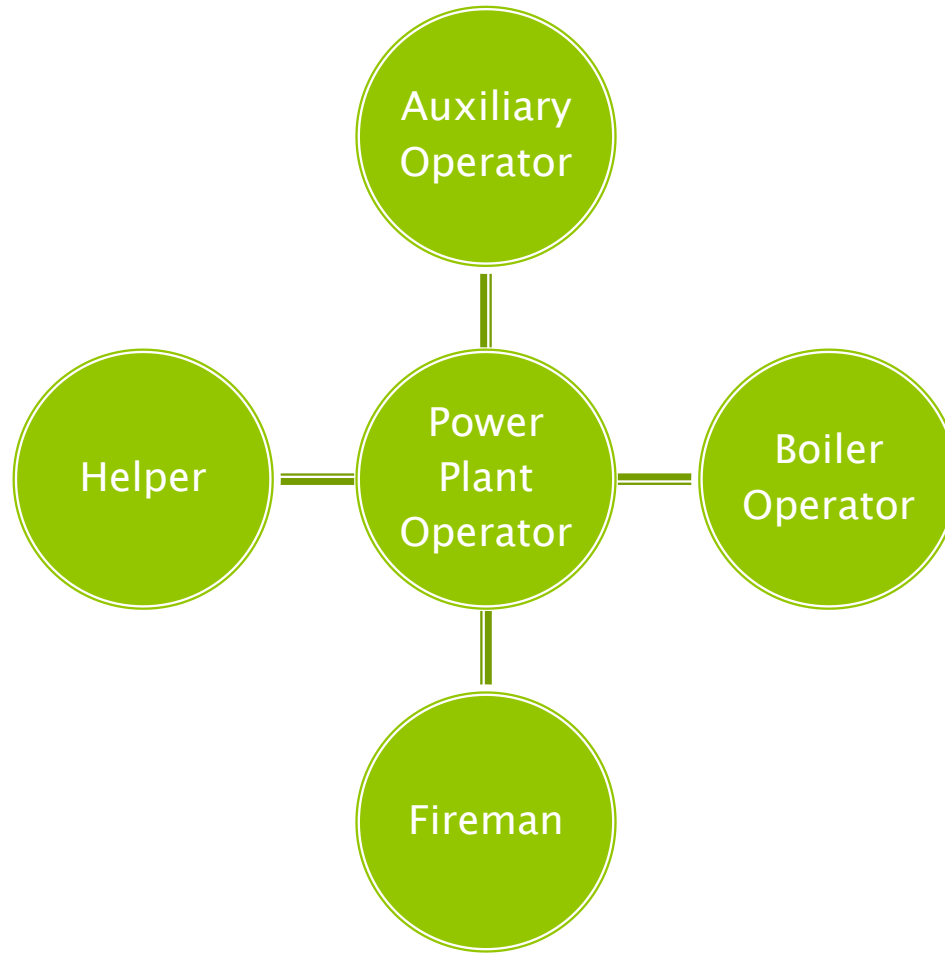 Auxiliary
Operator
Helper
Power
Plant
Operator
Boiler
Operator
Fireman